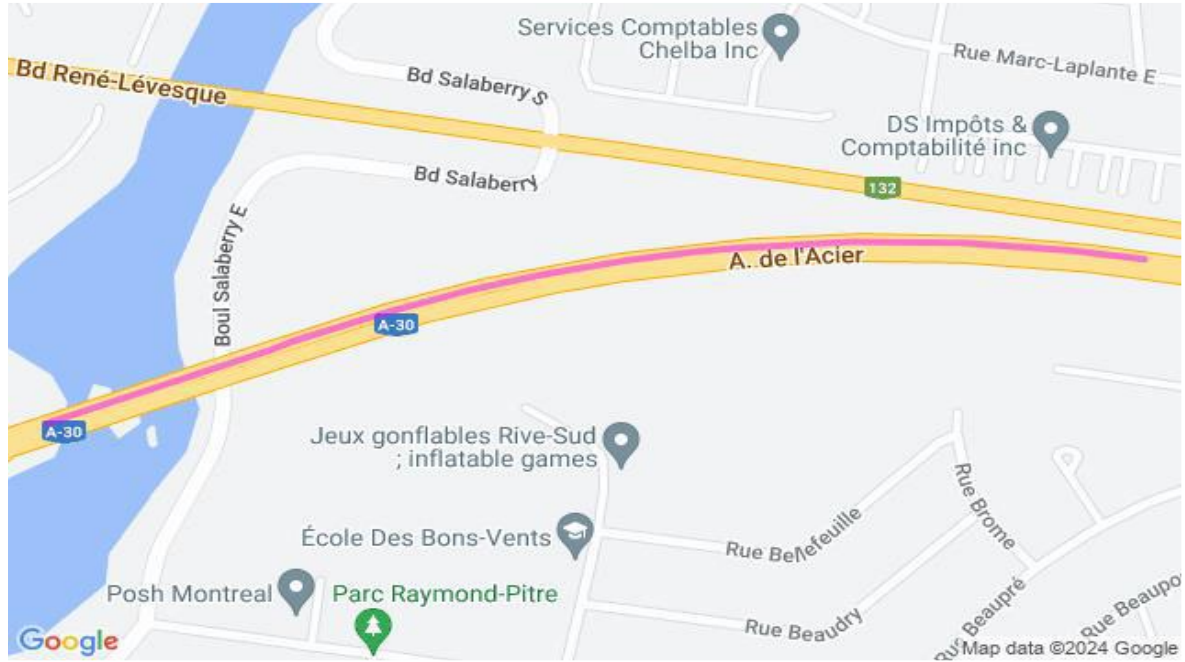 Services Comptables
Chelba Inc
Rue Marc-Laplante E
Bd René-Lévesque
Bd Salaberry S
DS Impôts &
Comptabilité inc
Bd Salaberry
132
Boul Salaberry E
A. de l'Acier
A-30
A-30
Jeux gonflables Rive-Sud
; inflatable games
Rue Brome
École Des Bons-Vents
Rue Bellefeuille
Posh Montreal
Parc Raymond-Pitre
Rue Beaudry
Rue Beaupré
Rue Beaupor
Google
Map data ©2024 Google